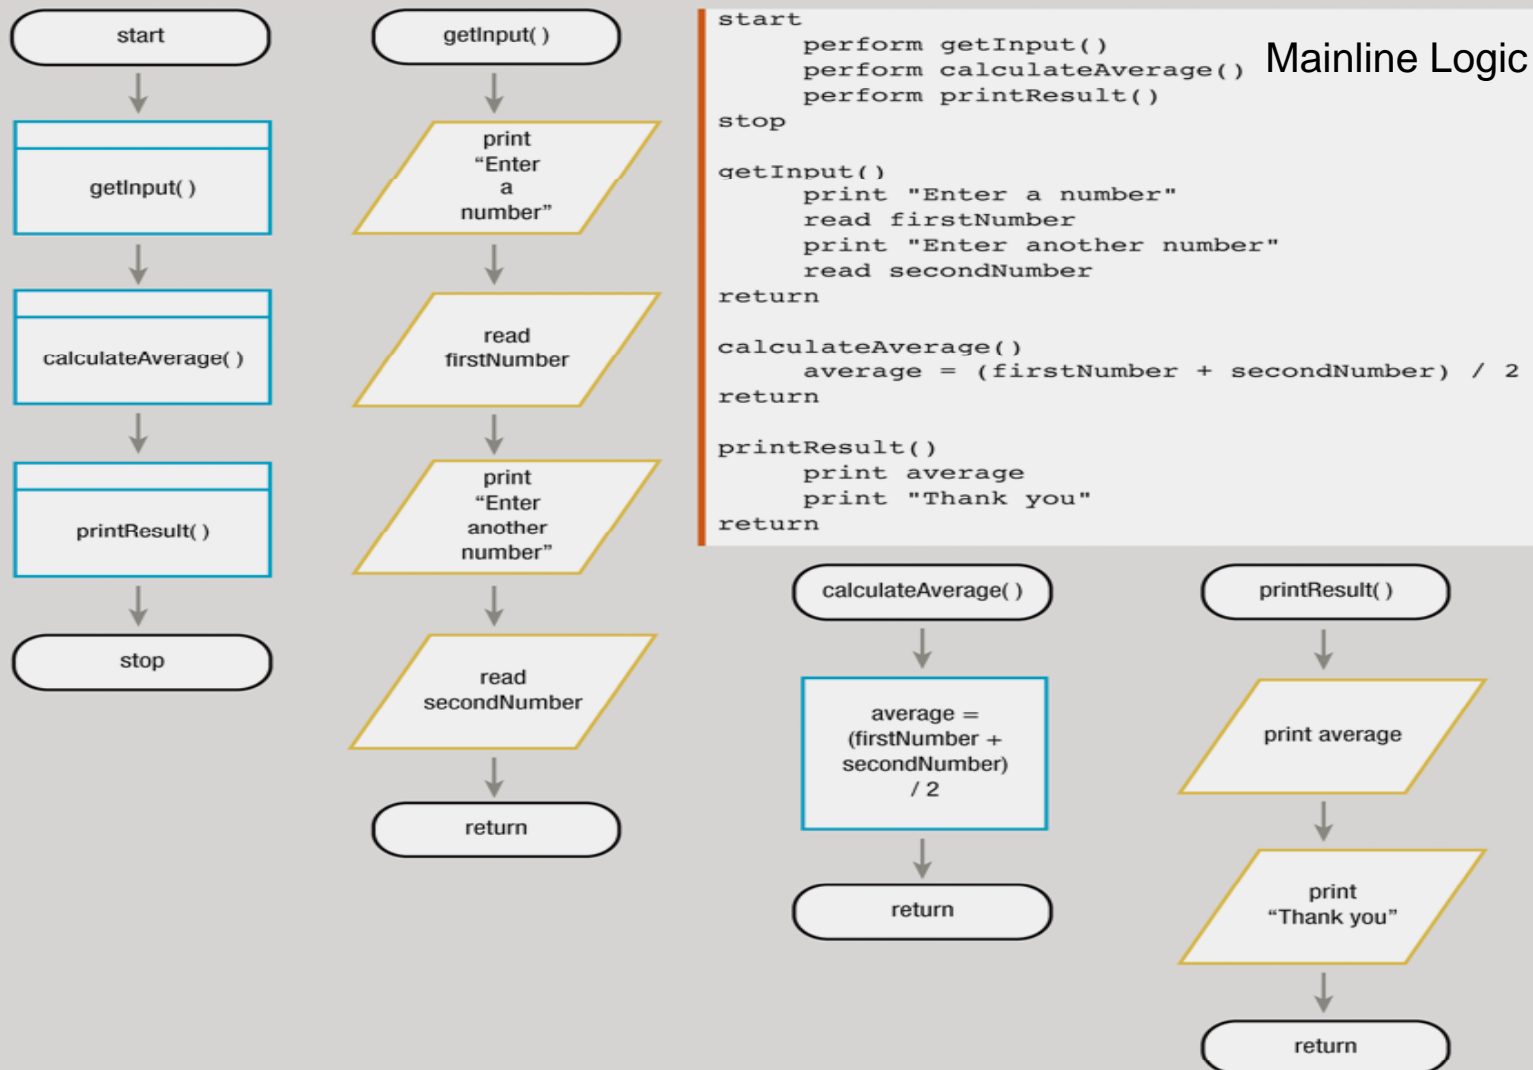 start
getInput( )
calculateAverage( )
printResult( )
stop
getInput( )
print
“Enter
a
number”
read
firstNumber
print
“Enter
another
number”
read
secondNumber
return
Mainline Logic
start
perform getInput()
perform calculateAverage()
perform printResult()
stop
getInput()
print "Enter a number"
read firstNumber
print "Enter another number"
read secondNumber
return
calculateAverage()
average = (firstNumber + secondNumber) / 2
return
printResult()
print average
print "Thank you"
return
calculateAverage( )
average =
(firstNumber +
secondNumber)
/ 2
return
printResult( )
print average
print
“Thank you”
return